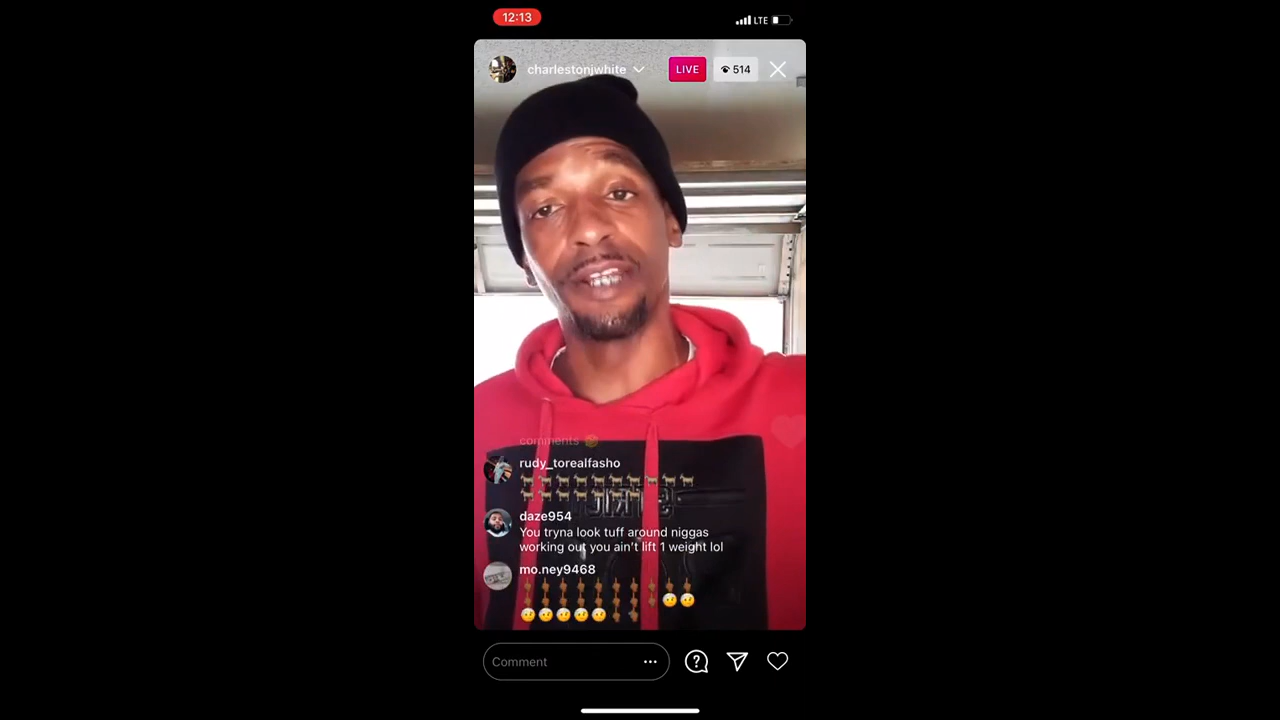 12:13
LTE
charlestonjwhite
LIVE
514
comments
rudy_torealfasho
daze954
You tryna look tuff around niggas
working out you ain't lift 1 weight lol
mo.ney9468
Comment